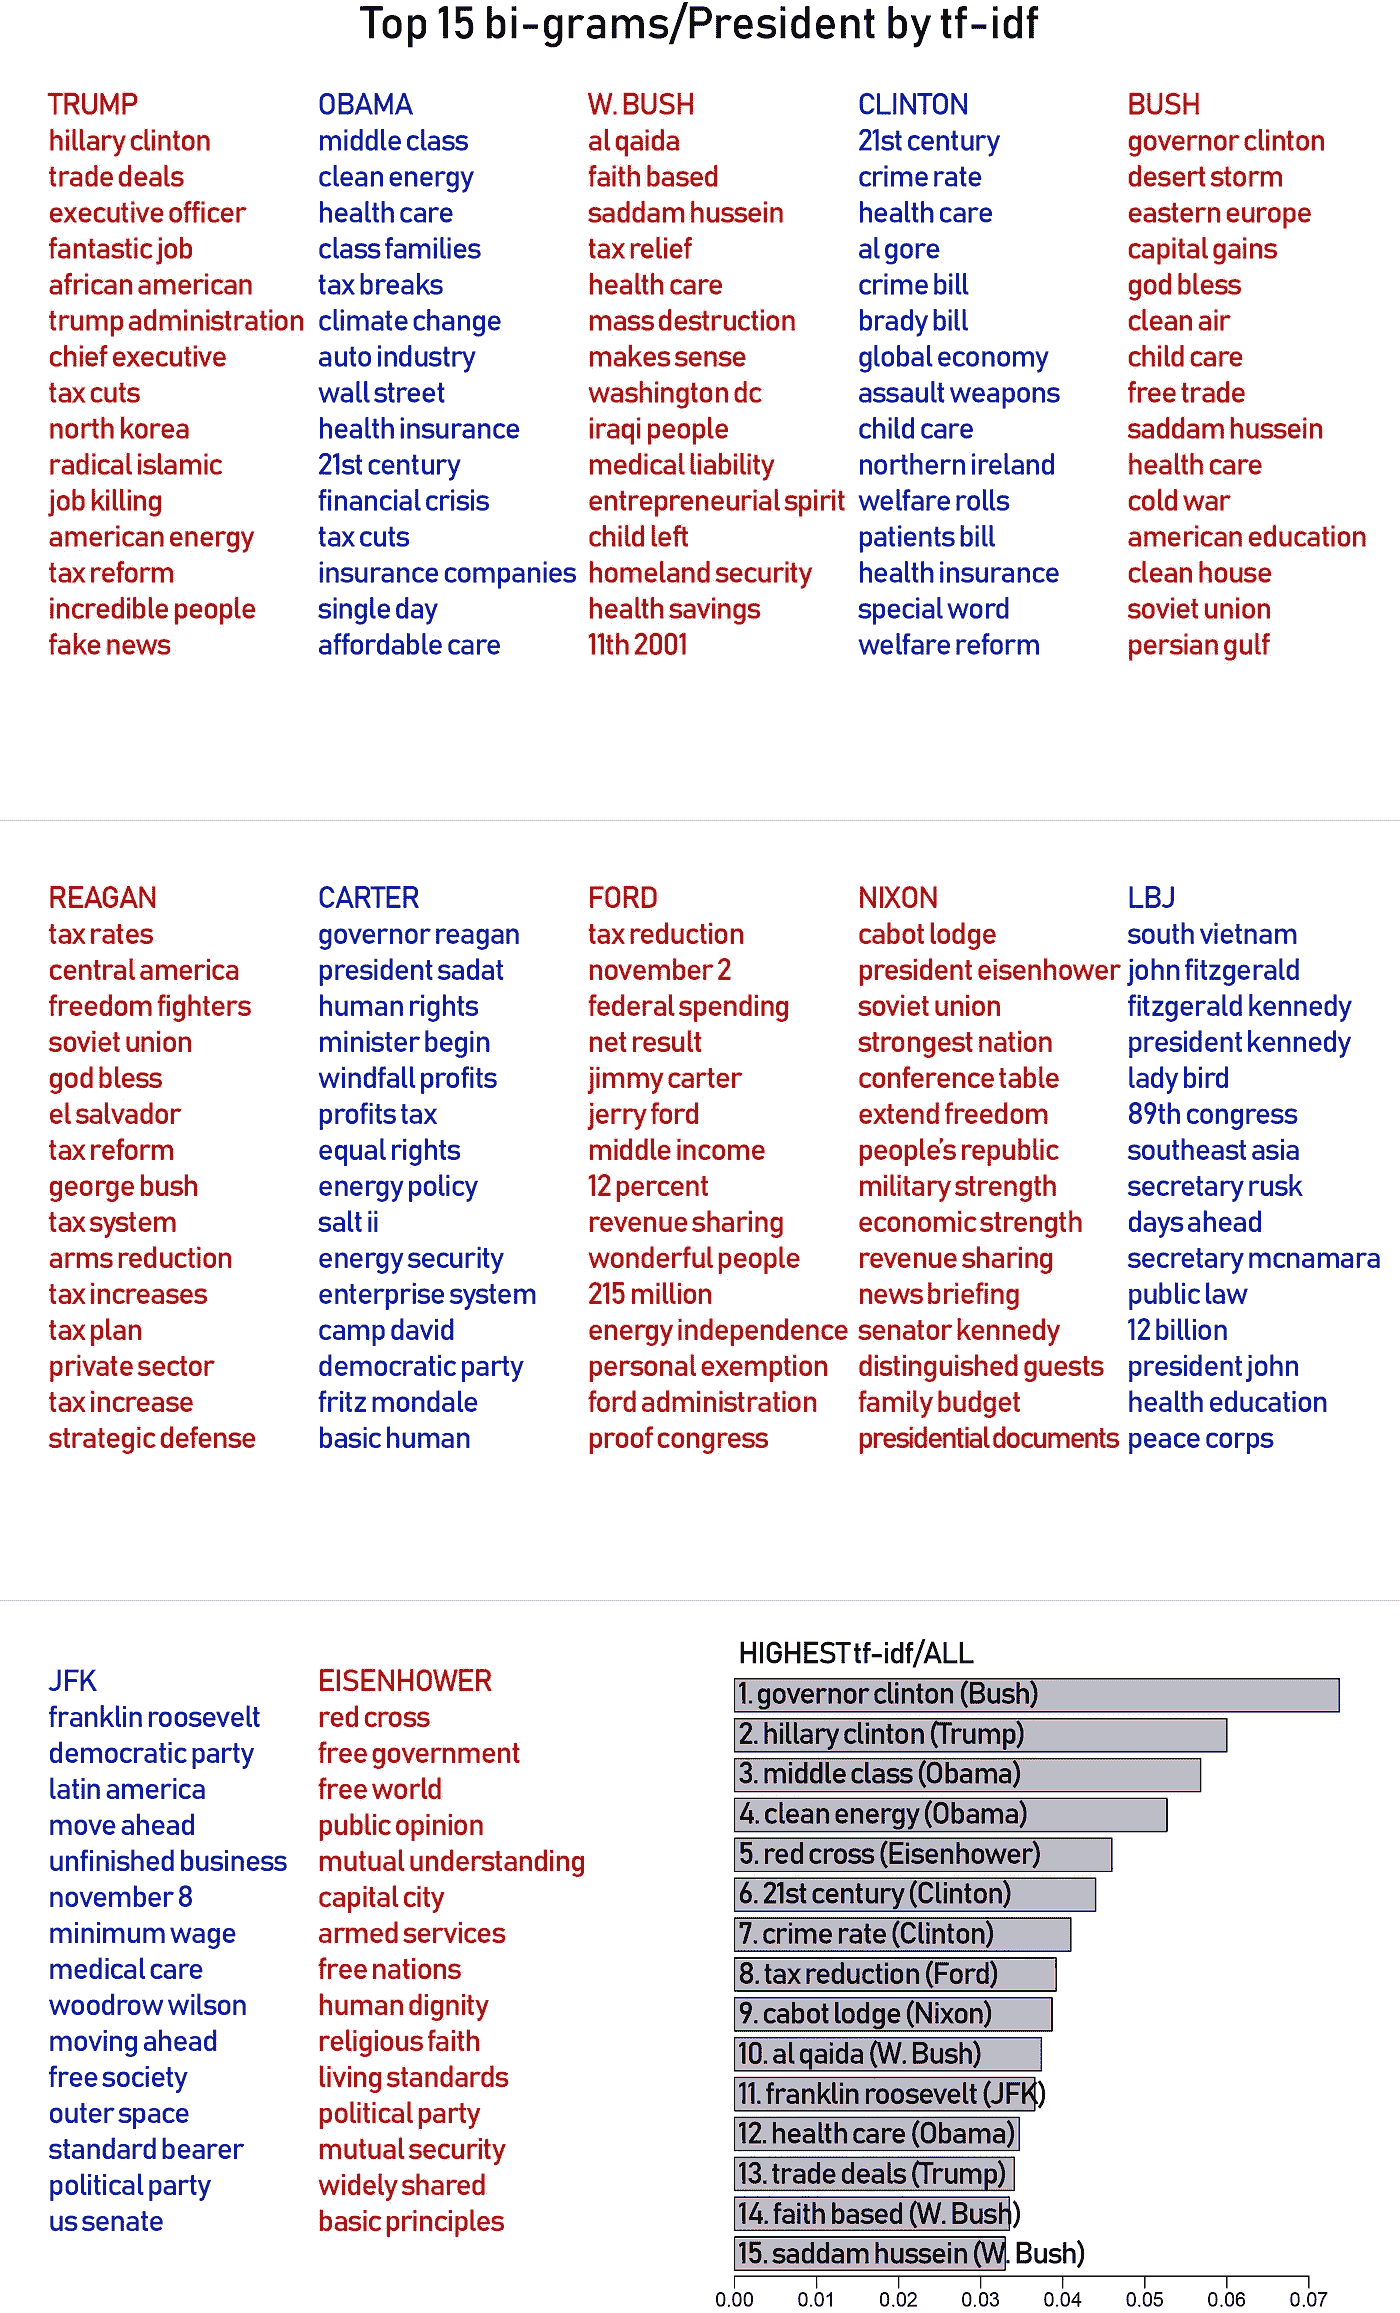 Top 15 bi-grams/President by tf-idf
TRUMP
hillary clinton
trade deals
executive officer
fantastic job
african american
trump administration
chief executive
tax cuts
north korea
radical islamic
job killing
american energy
tax reform
incredible people
fake news
OBAMA
middle class
clean energy
health care
class families
tax breaks
climate change
auto industry
wall street
health insurance
21st century
financial crisis
tax cuts
insurance companies
single day
affordable care
W. BUSH
al qaida
faith based
saddam hussein
tax relief
health care
mass destruction
makes sense
washington dc
iraqi people
medical liability
entrepreneurial spirit
child left
homeland security
health savings
11th 2001
CLINTON
21st century
crime rate
health care
al gore
crime bill
brady bill
global economy
assault weapons
child care
northern ireland
welfare rolls
patients bill
health insurance
special word
welfare reform
BUSH
governor clinton
desert storm
eastern europe
capital gains
god bless
clean air
child care
free trade
saddam hussein
health care
cold war
american education
clean house
soviet union
persian gulf
REAGAN
tax rates
central america
freedom fighters
soviet union
god bless
el salvador
tax reform
george bush
tax system
arms reduction
tax increases
tax plan
private sector
tax increase
strategic defense
CARTER
governor reagan
president sadat
human rights
minister begin
windfall profits
profits tax
equal rights
energy policy
salt ii
energy security
enterprise system
camp david
democratic party
fritz mondale
basic human
FORD
tax reduction
november 2
federal spending
net result
jimmy carter
jerry ford
middle income
12 percent
revenue sharing
wonderful people
215 million
energy independence
personal exemption
ford administration
proof congress
NIXON
cabot lodge
president eisenhower
soviet union
strongest nation
conference table
extend freedom
people's republic
military strength
economic strength
revenue sharing
news briefing
senator kennedy
distinguished guests
family budget
presidential documents
LBJ
south vietnam
john fitzgerald
fitzgerald kennedy
president kennedy
lady bird
89th congress
southeast asia
secretary rusk
days ahead
secretary mcnamara
public law
12 billion
president john
health education
peace corps
JFK
franklin roosevelt
democratic party
latin america
move ahead
unfinished business
november 8
minimum wage
medical care
woodrow wilson
moving ahead
free society
outer space
standard bearer
political party
us senate
EISENHOWER
red cross
free government
free world
public opinion
mutual understanding
capital city
armed services
free nations
human dignity
religious faith
living standards
political party
mutual security
widely shared
basic principles
HIGHEST tf-idf/ALL
1. governor clinton (Bush)
2. hillary clinton (Trump)
3. middle class (Obama)
4. clean energy (Obama)
5. red cross (Eisenhower)
6. 21st century (Clinton)
7. crime rate (Clinton)
8. tax reduction (Ford)
9. cabot lodge (Nixon)
10. al qaida (W. Bush)
11. franklin roosevelt (JFK)
12. health care (Obama)
13. trade deals (Trump)
14. faith based (W. Bush)
15. saddam hussein (W. Bush)
0.00 0.01 0.02 0.03 0.04 0.05 0.06 0.07